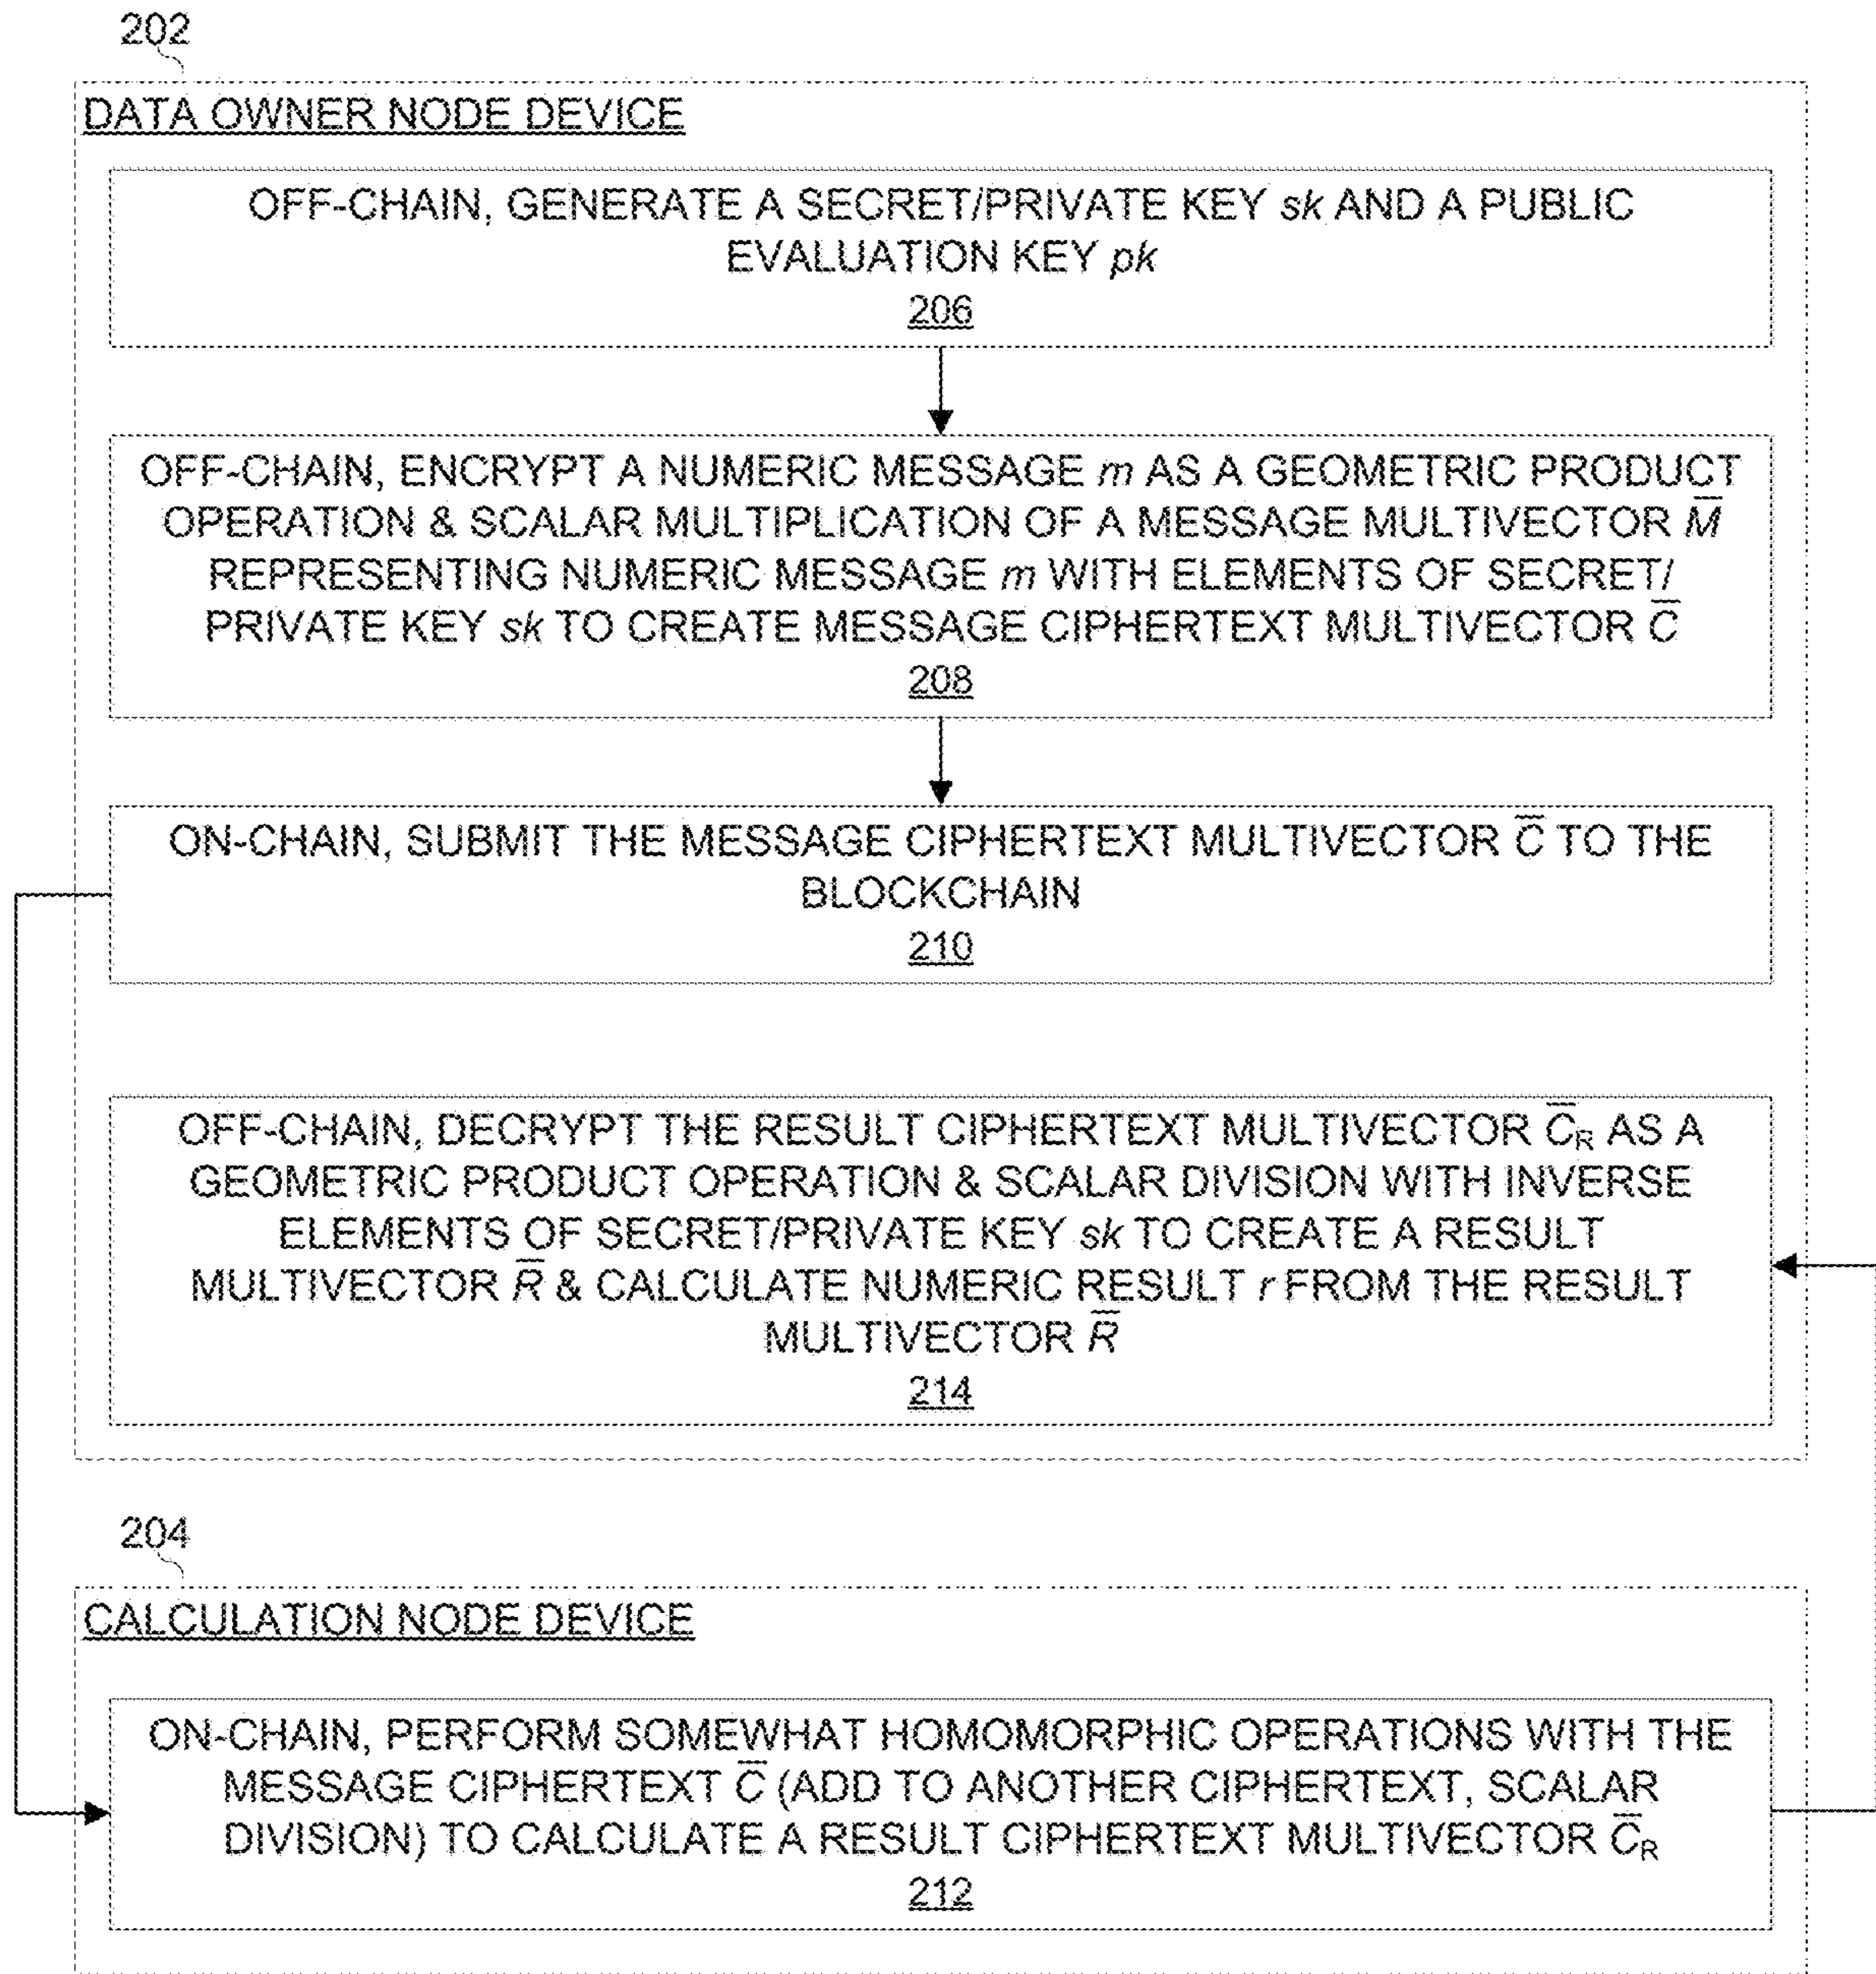 202
DATA OWNER NODE DEVICE
OFF-CHAIN, GENERATE A SECRET/PRIVATE KEY sk AND A PUBLIC
EVALUATION KEY pk
206
OFF-CHAIN, ENCRYPT A NUMERIC MESSAGE m AS A GEOMETRIC PRODUCT
OPERATION & SCALAR MULTIPLICATION OF A MESSAGE MULTIVECTOR M̅
REPRESENTING NUMERIC MESSAGE m WITH ELEMENTS OF SECRET/
PRIVATE KEY sk TO CREATE MESSAGE CIPHERTEXT MULTIVECTOR C̅
208
ON-CHAIN, SUBMIT THE MESSAGE CIPHERTEXT MULTIVECTOR C̅ TO THE
BLOCKCHAIN
210
OFF-CHAIN, DECRYPT THE RESULT CIPHERTEXT MULTIVECTOR C̅R AS A
GEOMETRIC PRODUCT OPERATION & SCALAR DIVISION WITH INVERSE
ELEMENTS OF SECRET/PRIVATE KEY sk TO CREATE A RESULT
MULTIVECTOR R̅ & CALCULATE NUMERIC RESULT r FROM THE RESULT
MULTIVECTOR R̅
214
204
CALCULATION NODE DEVICE
ON-CHAIN, PERFORM SOMEWHAT HOMOMORPHIC OPERATIONS WITH THE
MESSAGE CIPHERTEXT C̅ (ADD TO ANOTHER CIPHERTEXT, SCALAR
DIVISION) TO CALCULATE A RESULT CIPHERTEXT MULTIVECTOR C̅R
212